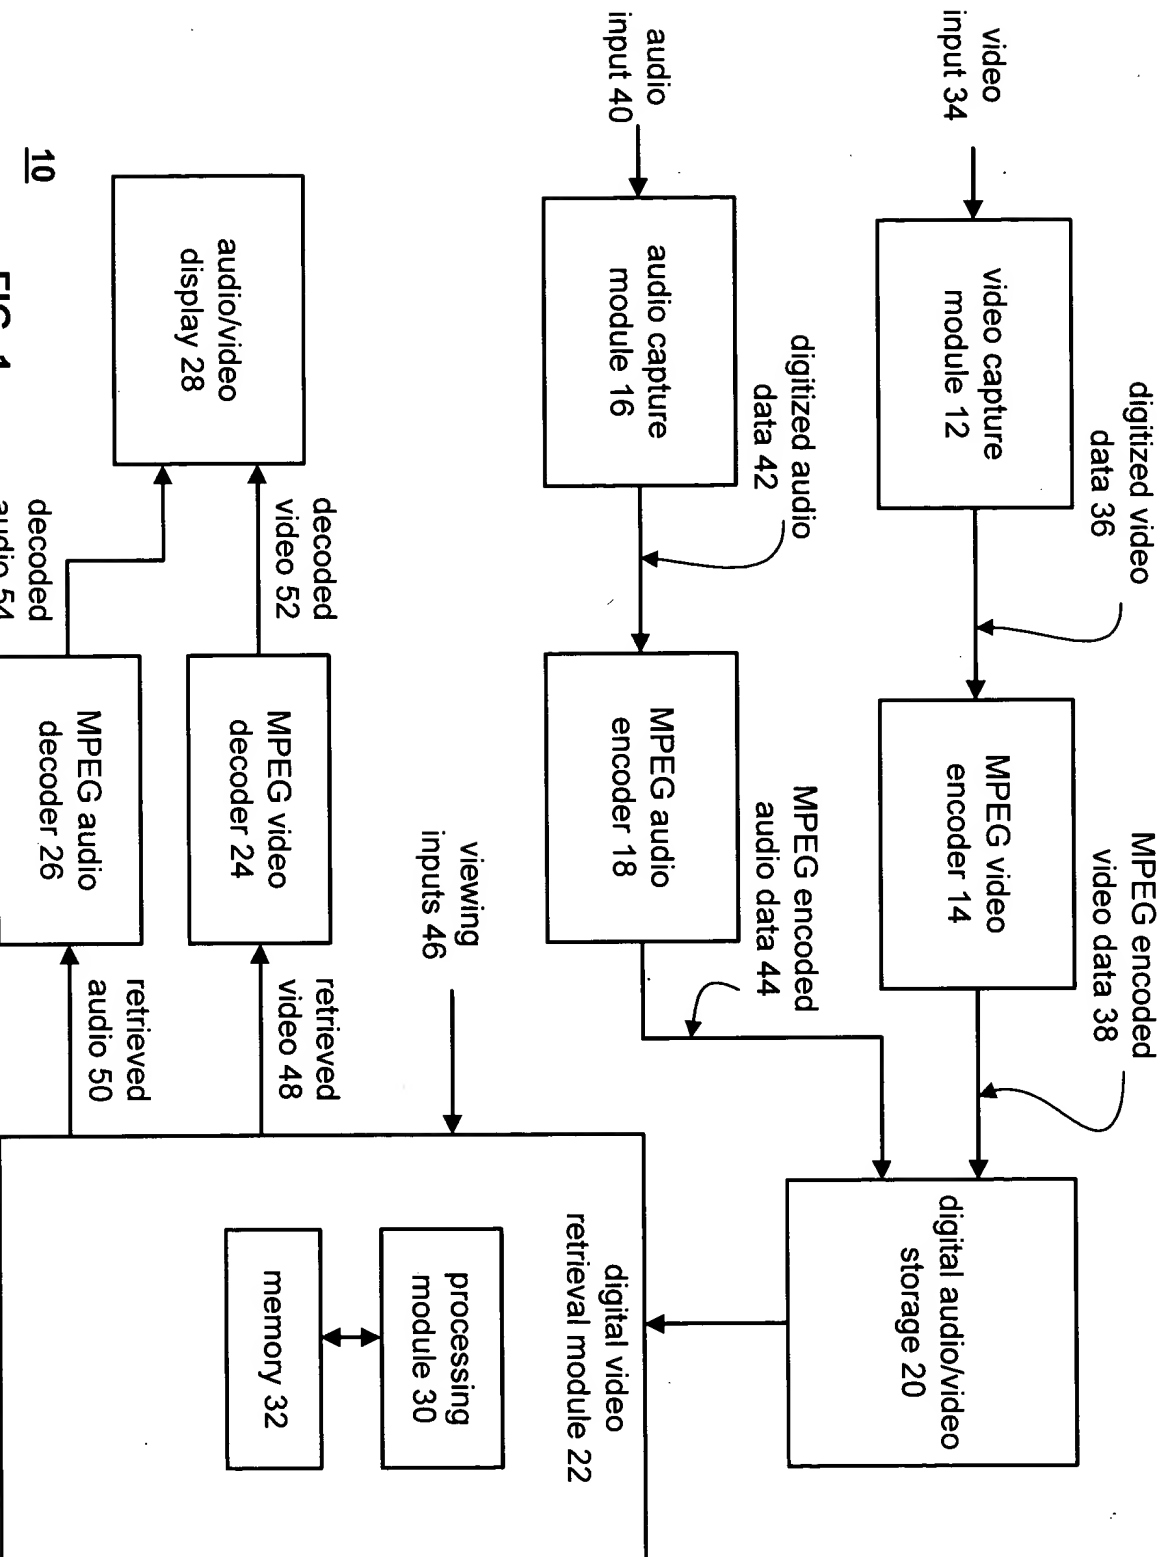 video
input 34
video capture
module 12
digitized video
data 36
MPEG video
encoder 14
MPEG encoded
video data 38
digital audio/video
storage 20
audio
input 40
audio capture
module 16
digitized audio
data 42
MPEG audio
encoder 18
MPEG encoded
audio data 44
digital video
retrieval module 22
processing
module 30
memory 32
viewing
inputs 46
audio/video
display 28
decoded
video 52
MPEG video
decoder 24
retrieved
video 48
decoded
audio 54
MPEG audio
decoder 26
retrieved
audio 50
10
FIG. 1